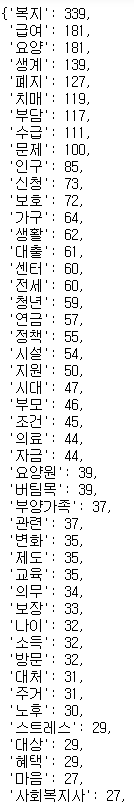 {'복지': 339,
'급여': 181,
'요양': 181,
'생계': 139,
'폐지': 127,
'치매': 119,
'부담': 117,
'수급': 111,
'문제': 100,
'인구': 85,
'신청': 73,
'보호': 72,
'가구': 64,
'생활': 62,
'대출': 61,
'센터': 60,
'전세': 60,
'청년': 59,
'연금': 57,
'정책': 55,
'시설': 54,
'지원': 50,
'시대': 47,
'부모': 46,
'조건': 45,
'의료': 44,
'자금': 44,
'요양원': 39,
'버팀목': 39,
'부양가족': 37,
'관련': 37,
'변화': 35,
'제도': 35,
'교육': 35,
'의무': 34,
'보장': 33,
'나이': 32,
'소득': 32,
'방문': 32,
'대처': 31,
'주거': 31,
'노후': 30,
'스트레스': 29,
'대상': 29,
'혜택': 29,
'마음': 27,
'사회복지사': 27,